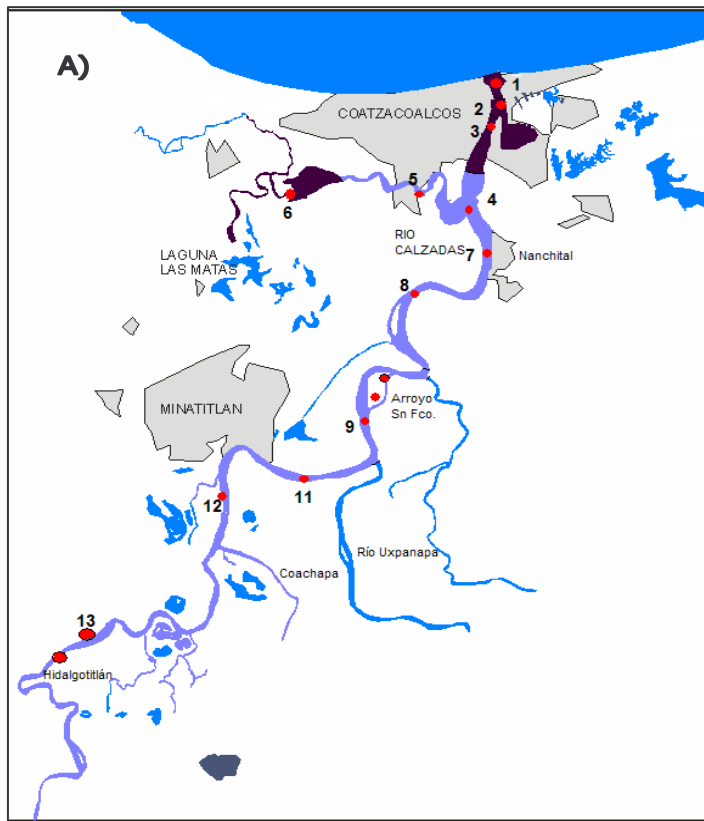 A)
1
2
COATZACOALCOS
3
5
6
4
RIO
CALZADAS
LAGUNA
LAS MATAS
7
Nanchital
8
Arroyo
Sn Fco.
MINATITLAN
9
11
12
Río Uxpanapa
Coachapa
13
Hidalgotitlán